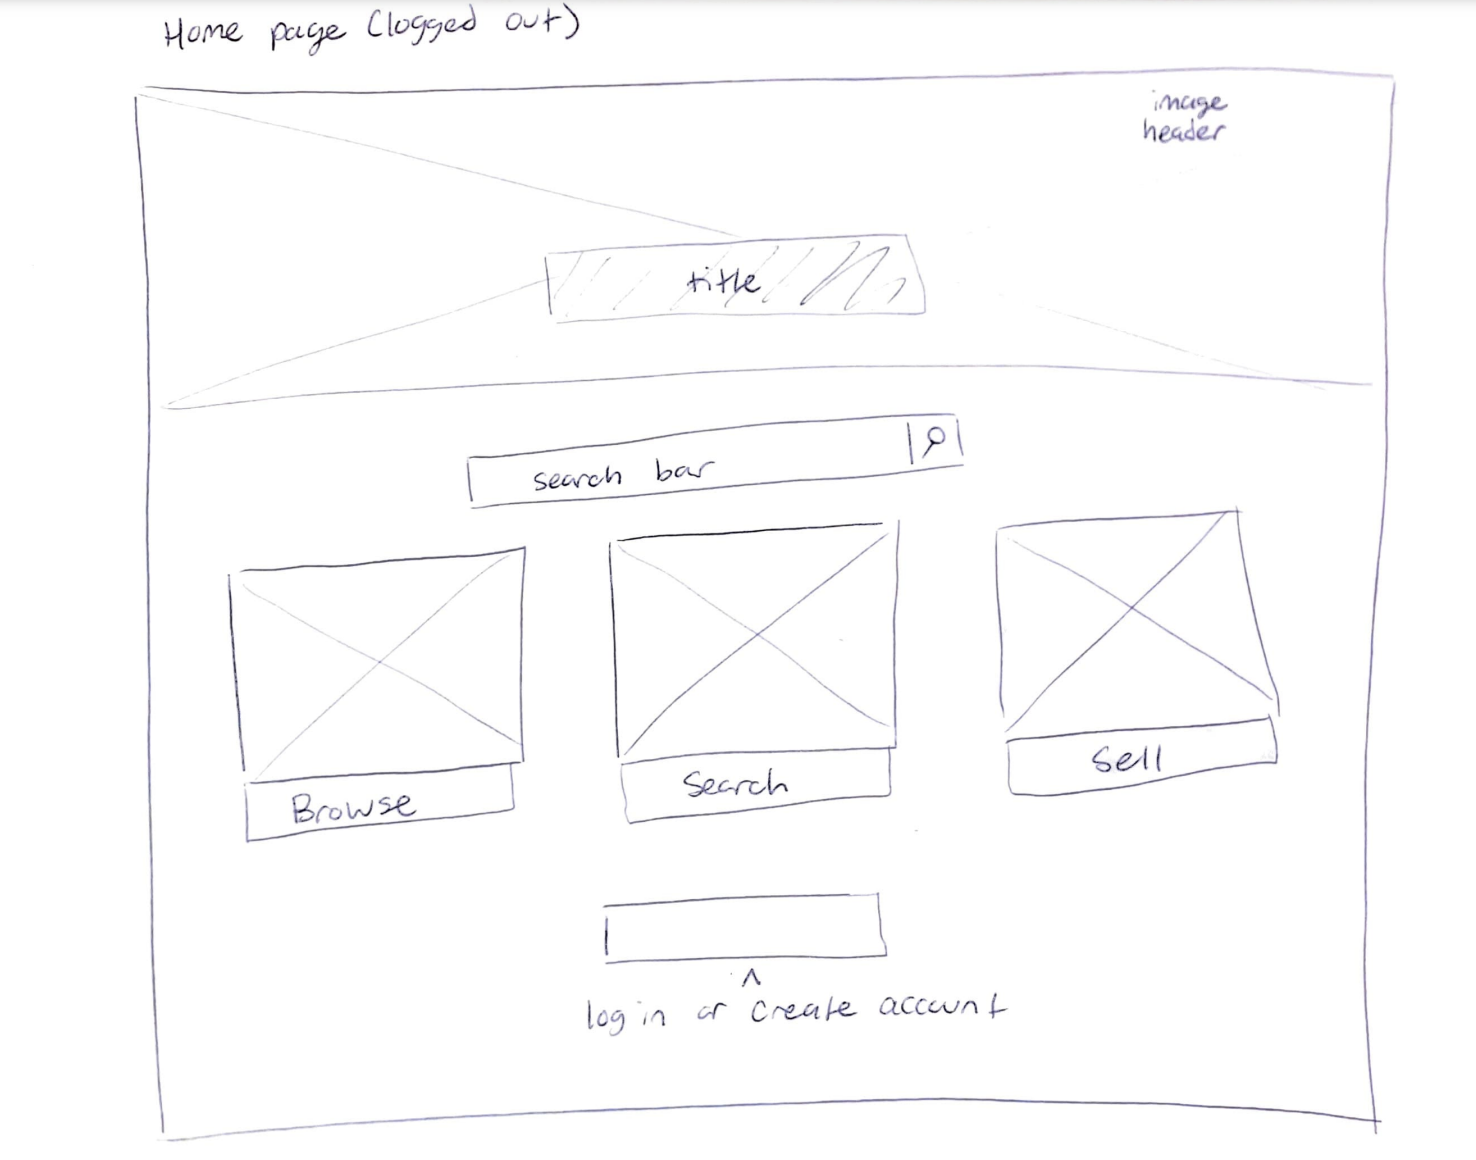 Home page (logged out)
image
header
title
search bar
Browse
Search
Sell
log in or create account